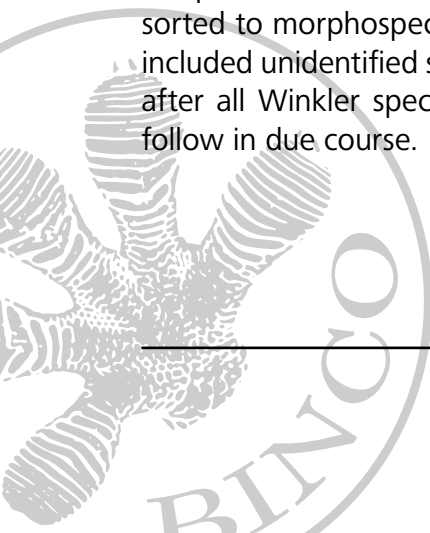 sorted to morphospec
included unidentified s
after all Winkler spec
follow in due course.
BINCO